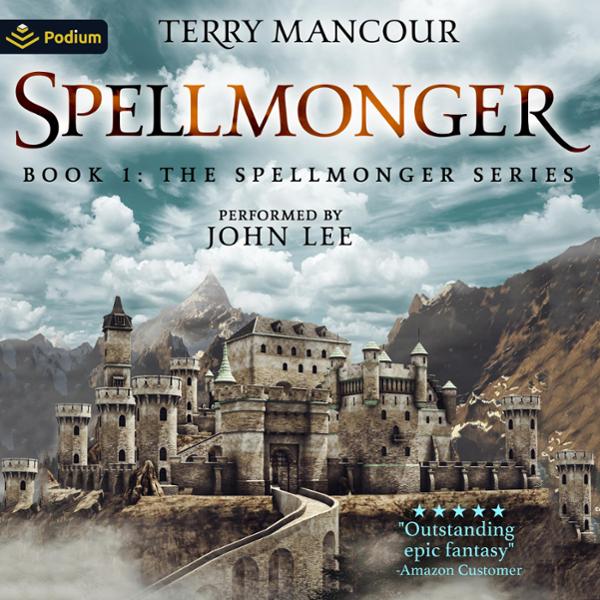 Podium
TERRY MANCOUR
SPELLMONGER
BOOK 1: THE SPELLMONGER SERIES
PERFORMED BY
JOHN LEE
★★★★★
"Outstanding
epic fantasy"
-Amazon Customer